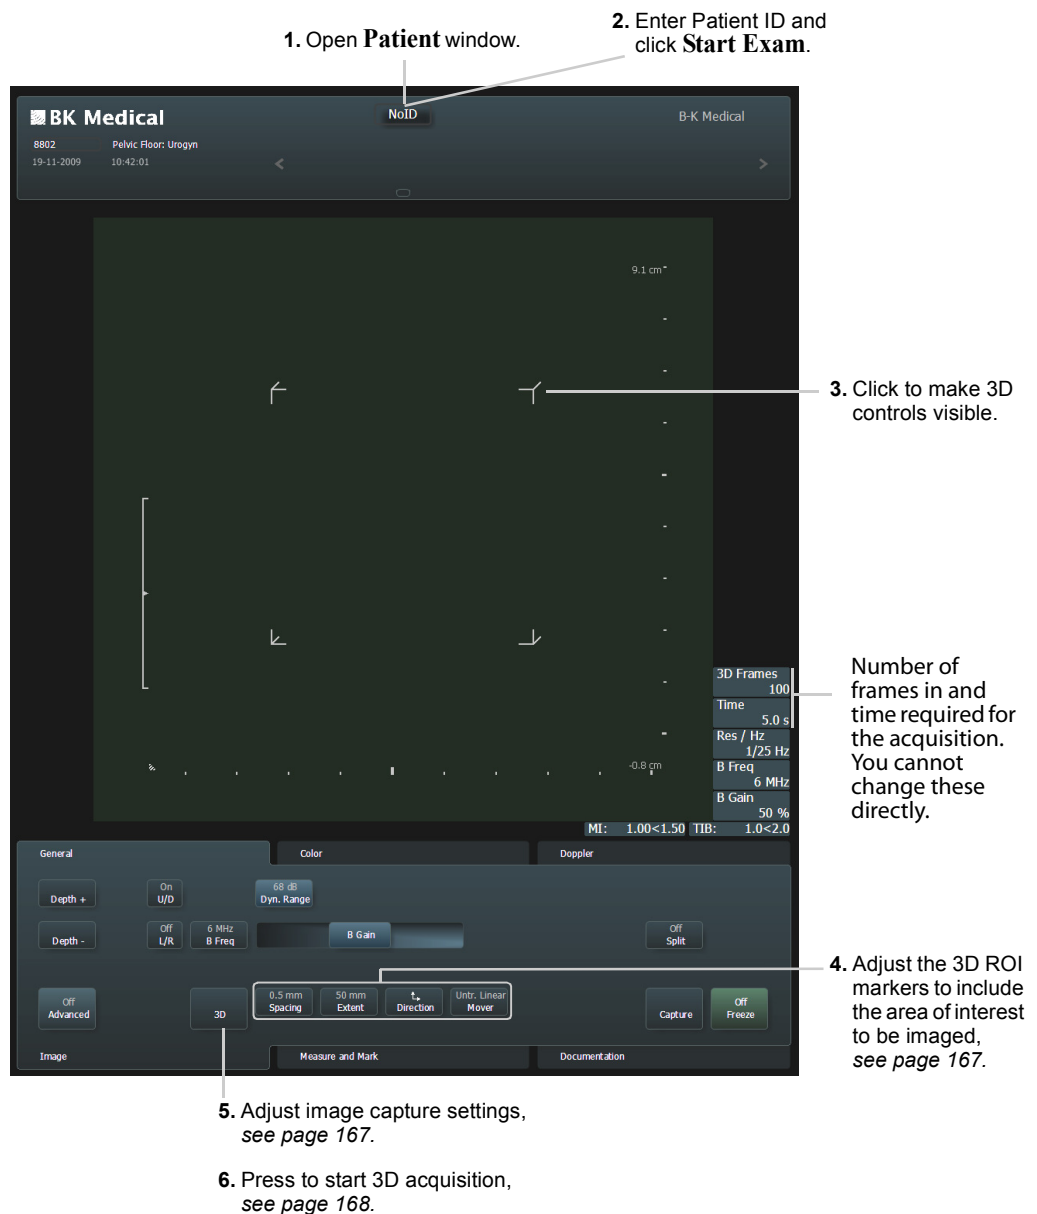 1. Open Patient window.
2. Enter Patient ID and
click Start Exam.
BK Medical
NoID
B-K Medical
8802
Pelvic Floor: Urogyn
19-11-2009
10:42:01
<
>
9.1 cm
3. Click to make 3D
controls visible.
Number of
frames in and
time required for
the acquisition.
You cannot
change these
directly.
3D Frames
100
Time
5.0 s
Res / Hz
1/25 Hz
B Freq
6 MHz
B Gain
50 %
-0.8 cm
MI: 1.00<1.50 TIB: 1.0<2.0
General
Color
Doppler
Depth +
On
U/D
68 dB
Dyn. Range
Depth -
Off
L/R
6 MHz
B Freq
B Gain
Off
Split
Off
Advanced
3D
0.5 mm
Spacing
50 mm
Extent
Direction
Untr. Linear
Mover
Capture
Off
Freeze
Image
Measure and Mark
Documentation
4. Adjust the 3D ROI
markers to include
the area of interest
to be imaged,
see page 167.
5. Adjust image capture settings,
see page 167.
6. Press to start 3D acquisition,
see page 168.